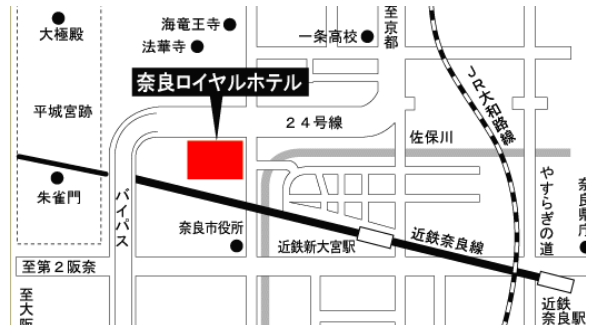 海竜王寺
至京都
大極殿
法華寺
一条高校
奈良ロイヤルホテル
JR大和路線
平城宮跡
24号線
佐保川
朱雀門
バイパス
やすらぎの道
奈良県庁
奈良市役所
近鉄新大宮駅
近鉄奈良線
至第2阪奈
至大阪
近鉄
奈良駅